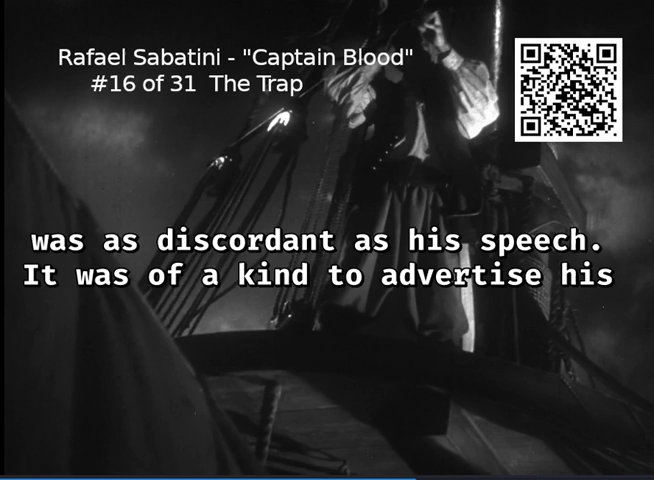 Rafael Sabatini - "Captain Blood"
#16 of 31  The Trap
was as discordant as his speech.
It was of a kind to advertise his